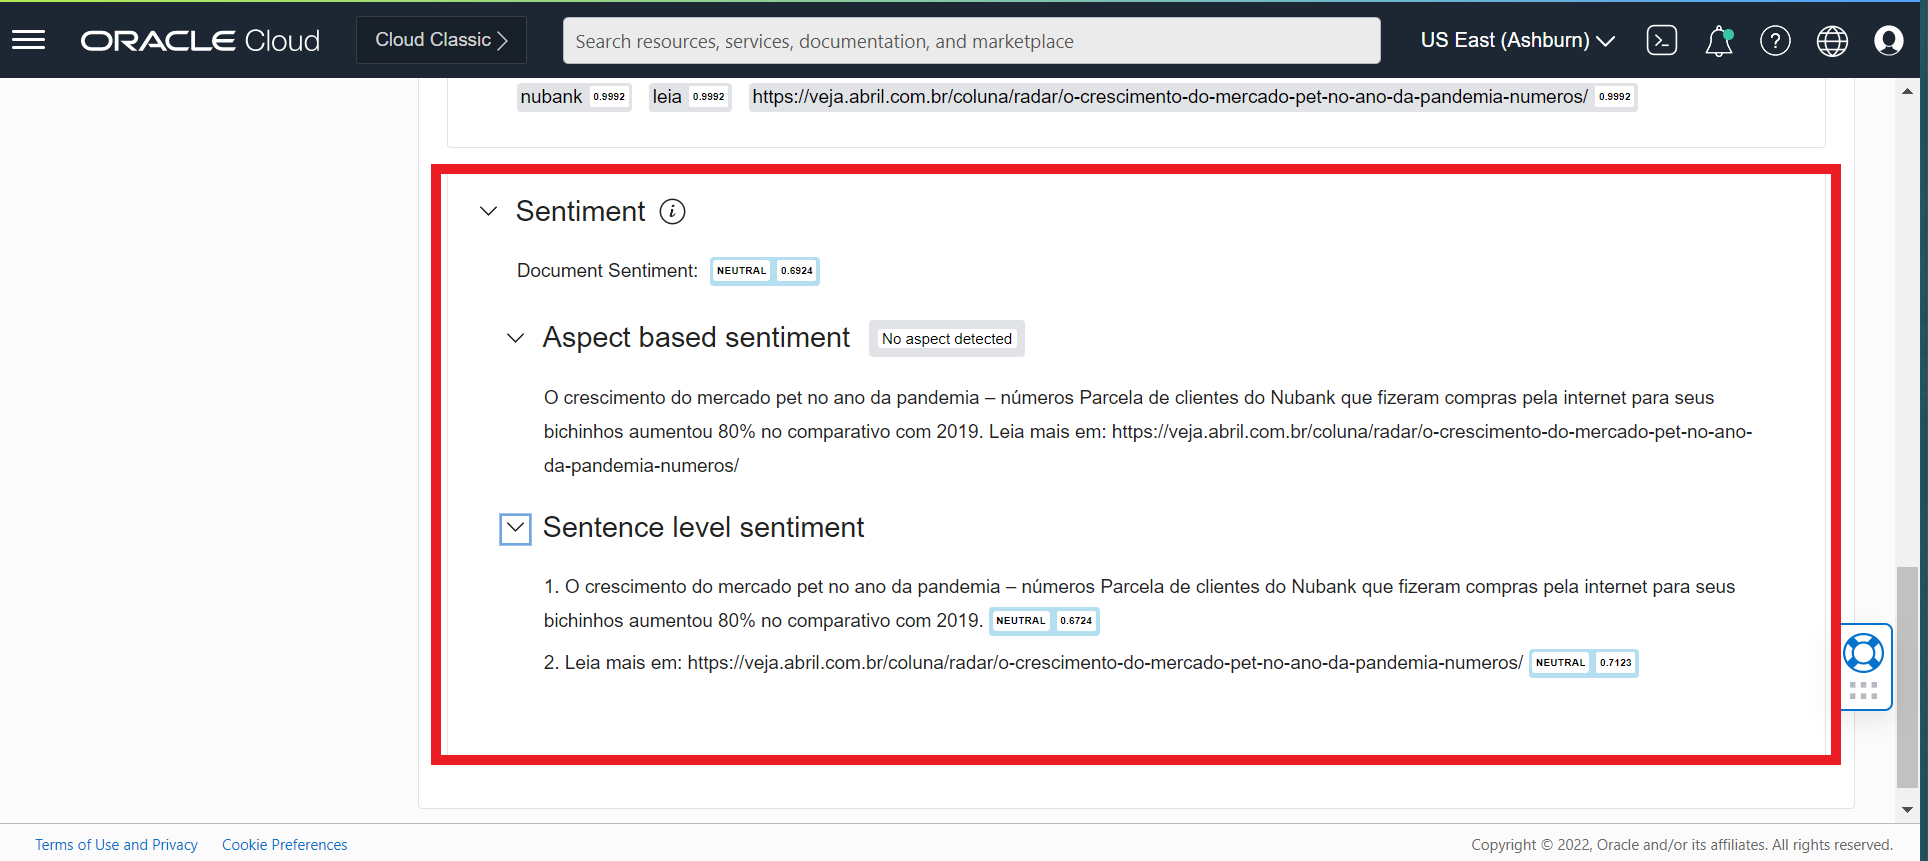 ORACLE Cloud
Cloud Classic
Search resources, services, documentation, and marketplace
US East (Ashburn)
nubank 0.9992 leia 0.9992 https://veja.abril.com.br/coluna/radar/o-crescimento-do-mercado-pet-no-ano-da-pandemia-numeros/ 0.9992
Sentiment
Document Sentiment: NEUTRAL 0.6924
Aspect based sentiment No aspect detected
O crescimento do mercado pet no ano da pandemia – números Parcela de clientes do Nubank que fizeram compras pela internet para seus
bichinhos aumentou 80% no comparativo com 2019. Leia mais em: https://veja.abril.com.br/coluna/radar/o-crescimento-do-mercado-pet-no-ano-
da-pandemia-numeros/
Sentence level sentiment
1. O crescimento do mercado pet no ano da pandemia – números Parcela de clientes do Nubank que fizeram compras pela internet para seus
bichinhos aumentou 80% no comparativo com 2019. NEUTRAL 0.6724
2. Leia mais em: https://veja.abril.com.br/coluna/radar/o-crescimento-do-mercado-pet-no-ano-da-pandemia-numeros/ NEUTRAL 0.7123
Terms of Use and Privacy Cookie Preferences
Copyright © 2022, Oracle and/or its affiliates. All rights reserved.